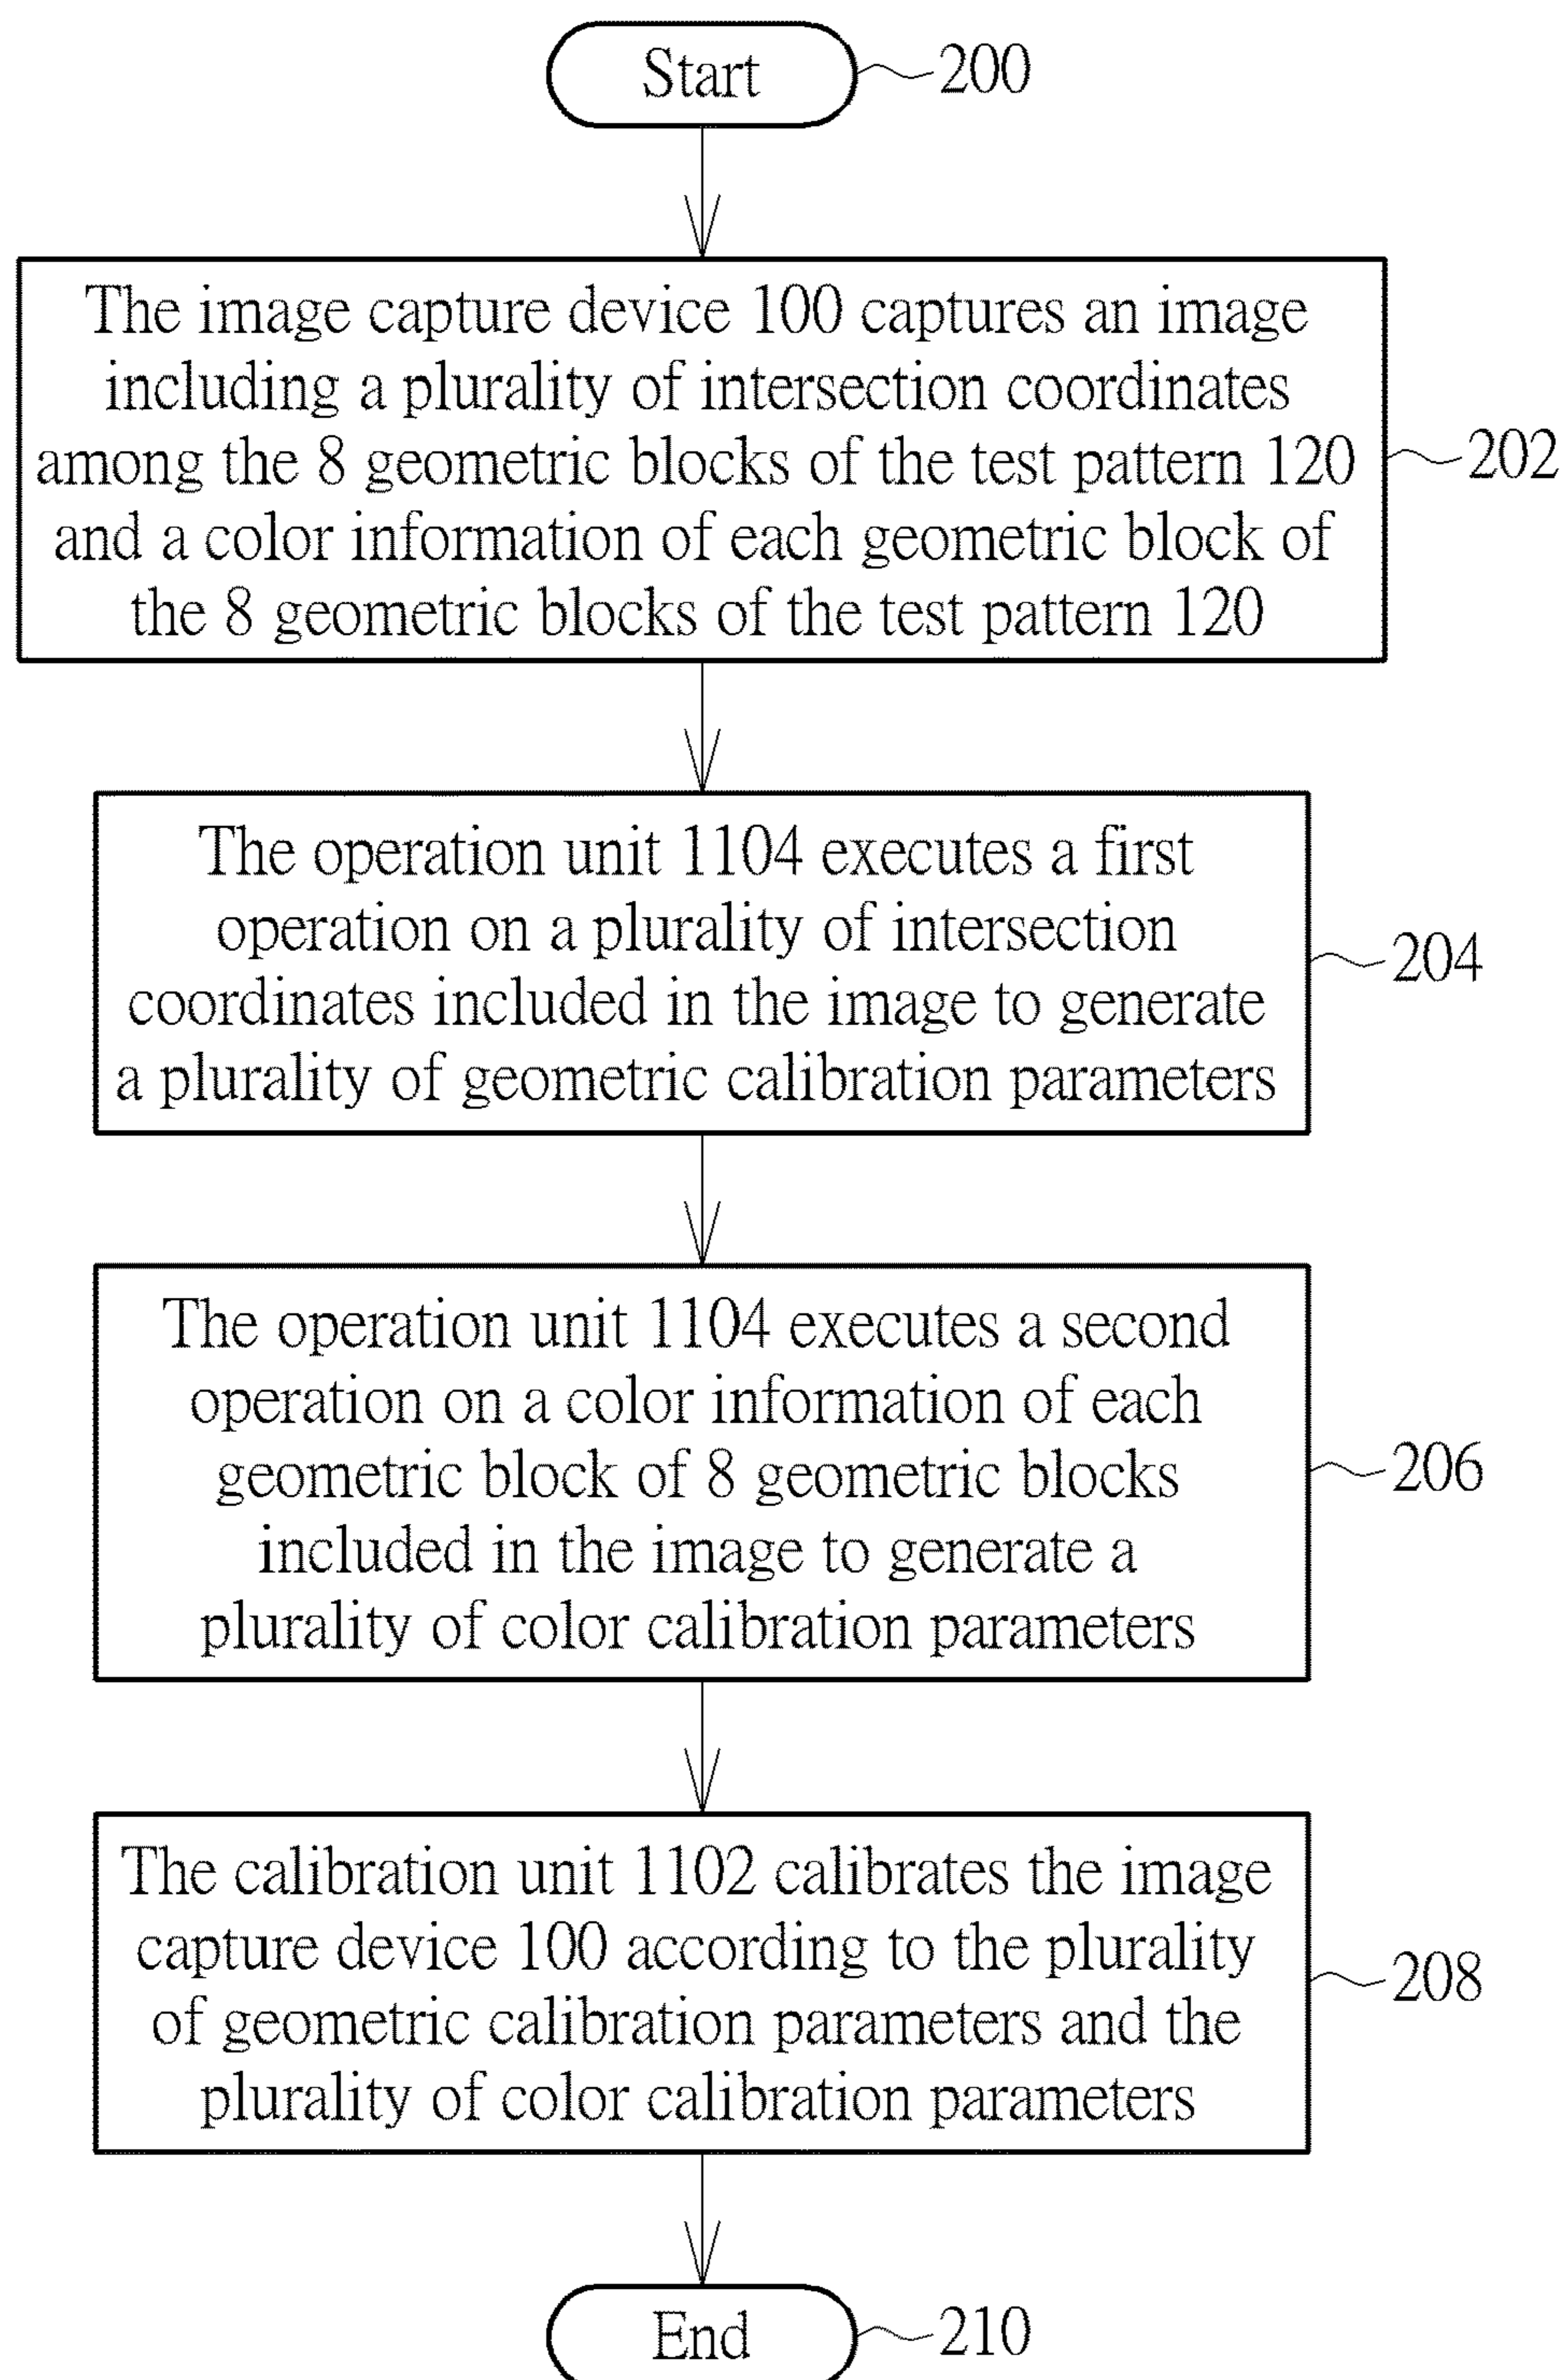 Start
200
The image capture device 100 captures an image
including a plurality of intersection coordinates
among the 8 geometric blocks of the test pattern 120
and a color information of each geometric block of
the 8 geometric blocks of the test pattern 120
202
The operation unit 1104 executes a first
operation on a plurality of intersection
coordinates included in the image to generate
a plurality of geometric calibration parameters
204
The operation unit 1104 executes a second
operation on a color information of each
geometric block of 8 geometric blocks
included in the image to generate a
plurality of color calibration parameters
206
The calibration unit 1102 calibrates the image
capture device 100 according to the plurality
of geometric calibration parameters and the
plurality of color calibration parameters
208
End
210